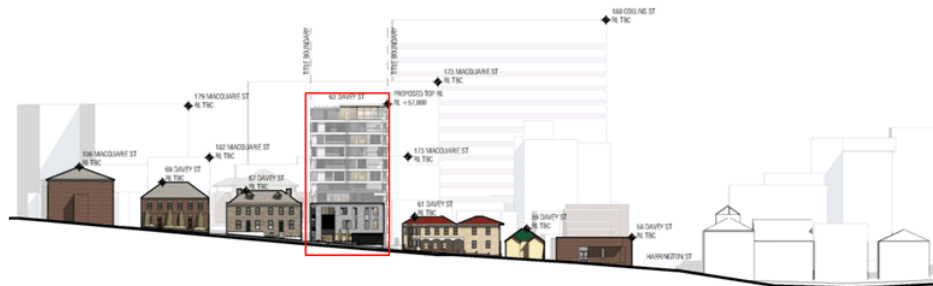 188 COLLINS ST
RL TBC
TITLE BOUNDARY
TITLE BOUNDARY
173 MACQUARIE ST
RL TBC
179 MACQUARIE ST
RL TBC
63 DAVEY ST
PROPOSED TOP RL
RL +57,000
182 MACQUARIE ST
RL TBC
173 MACQUARIE ST
RL TBC
186 MACQUARIE ST
RL TBC
69 DAVEY ST
RL TBC
67 DAVEY ST
RL TBC
61 DAVEY ST
RL TBC
59 DAVEY ST
RL TBC
58 DAVEY ST
RL TBC
HARRINGTON ST